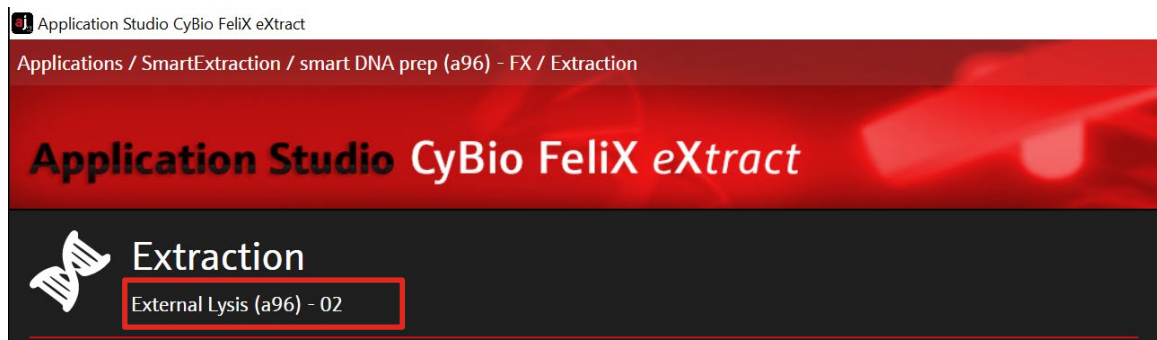 aj Application Studio CyBio FeliX eXtract
Applications / SmartExtraction / smart DNA prep (a96) - FX / Extraction
Application Studio CyBio FeliX eXtract
Extraction
External Lysis (a96) - 02